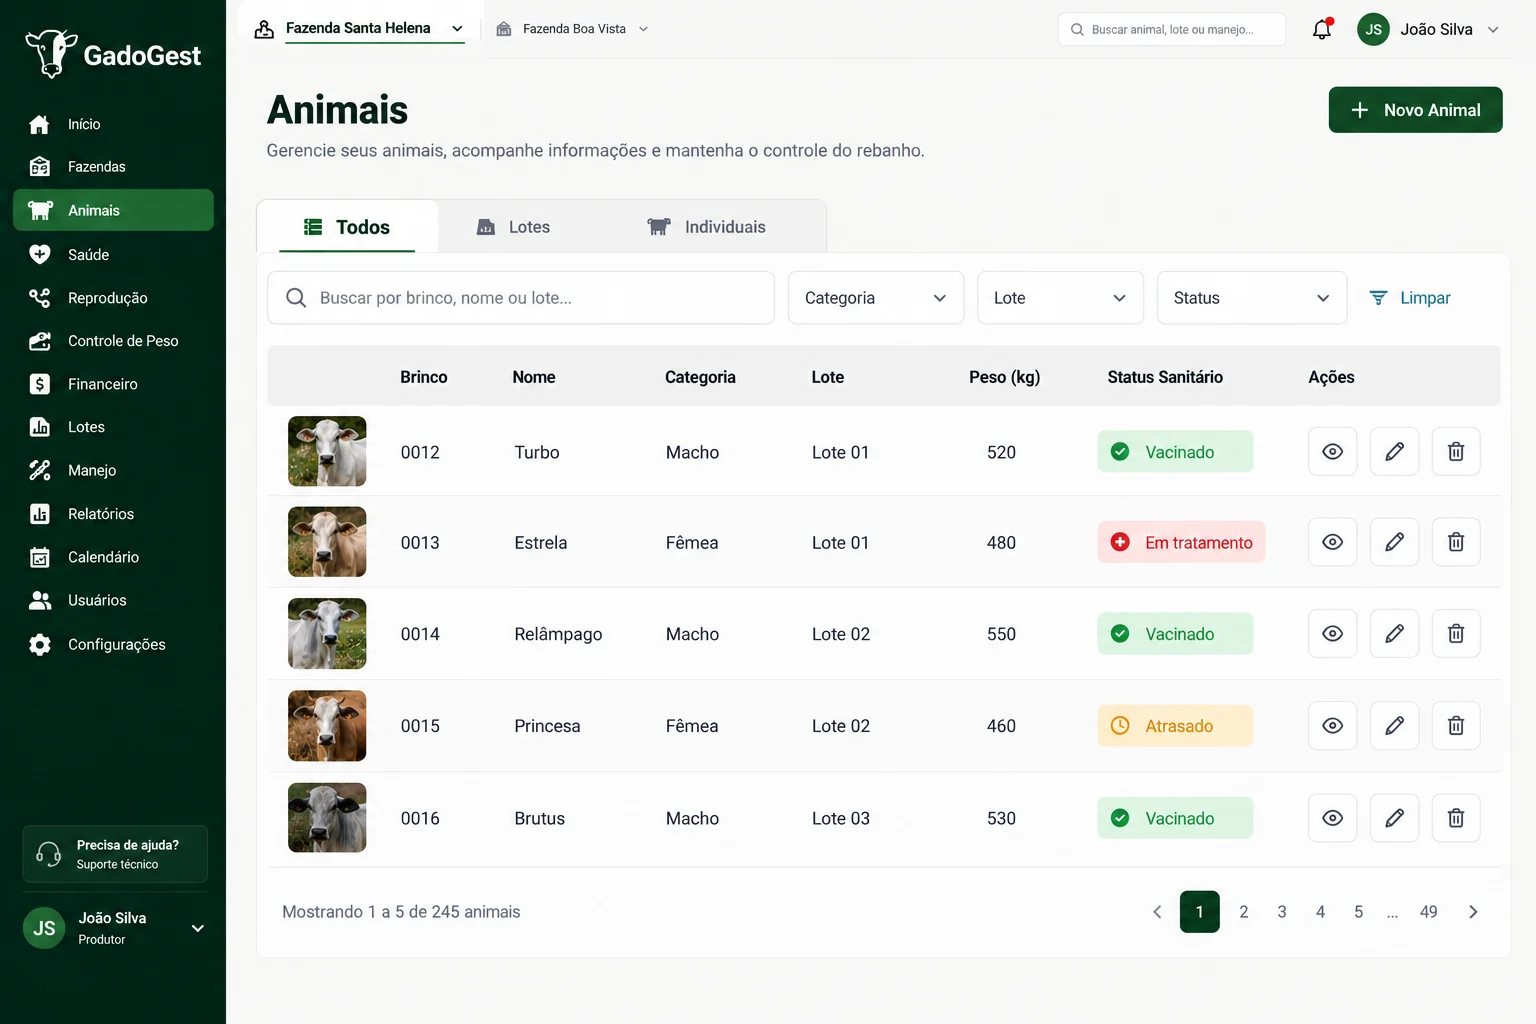 GadoGest
Início
Fazendas
Animais
Saúde
Reprodução
Controle de Peso
Financeiro
Lotes
Manejo
Relatórios
Calendário
Usuários
Configurações
Precisa de ajuda?
Suporte técnico
JS
João Silva
Produtor
Fazenda Santa Helena
Fazenda Boa Vista
Buscar animal, lote ou manejo...
JS João Silva
Animais
Gerencie seus animais, acompanhe informações e mantenha o controle do rebanho.
+ Novo Animal
Todos Lotes Individuais
Buscar por brinco, nome ou lote... Categoria Lote Status Limpar
Brinco Nome Categoria Lote Peso (kg) Status Sanitário Ações
0012 Turbo Macho Lote 01 520 Vacinado
0013 Estrela Fêmea Lote 01 480 Em tratamento
0014 Relâmpago Macho Lote 02 550 Vacinado
0015 Princesa Fêmea Lote 02 460 Atrasado
0016 Brutus Macho Lote 03 530 Vacinado
Mostrando 1 a 5 de 245 animais
1 2 3 4 5 ... 49